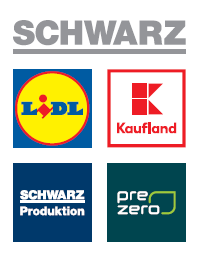 SCHWARZ
LiDL
Kaufland
SCHWARZ
Produktion
pre
zero